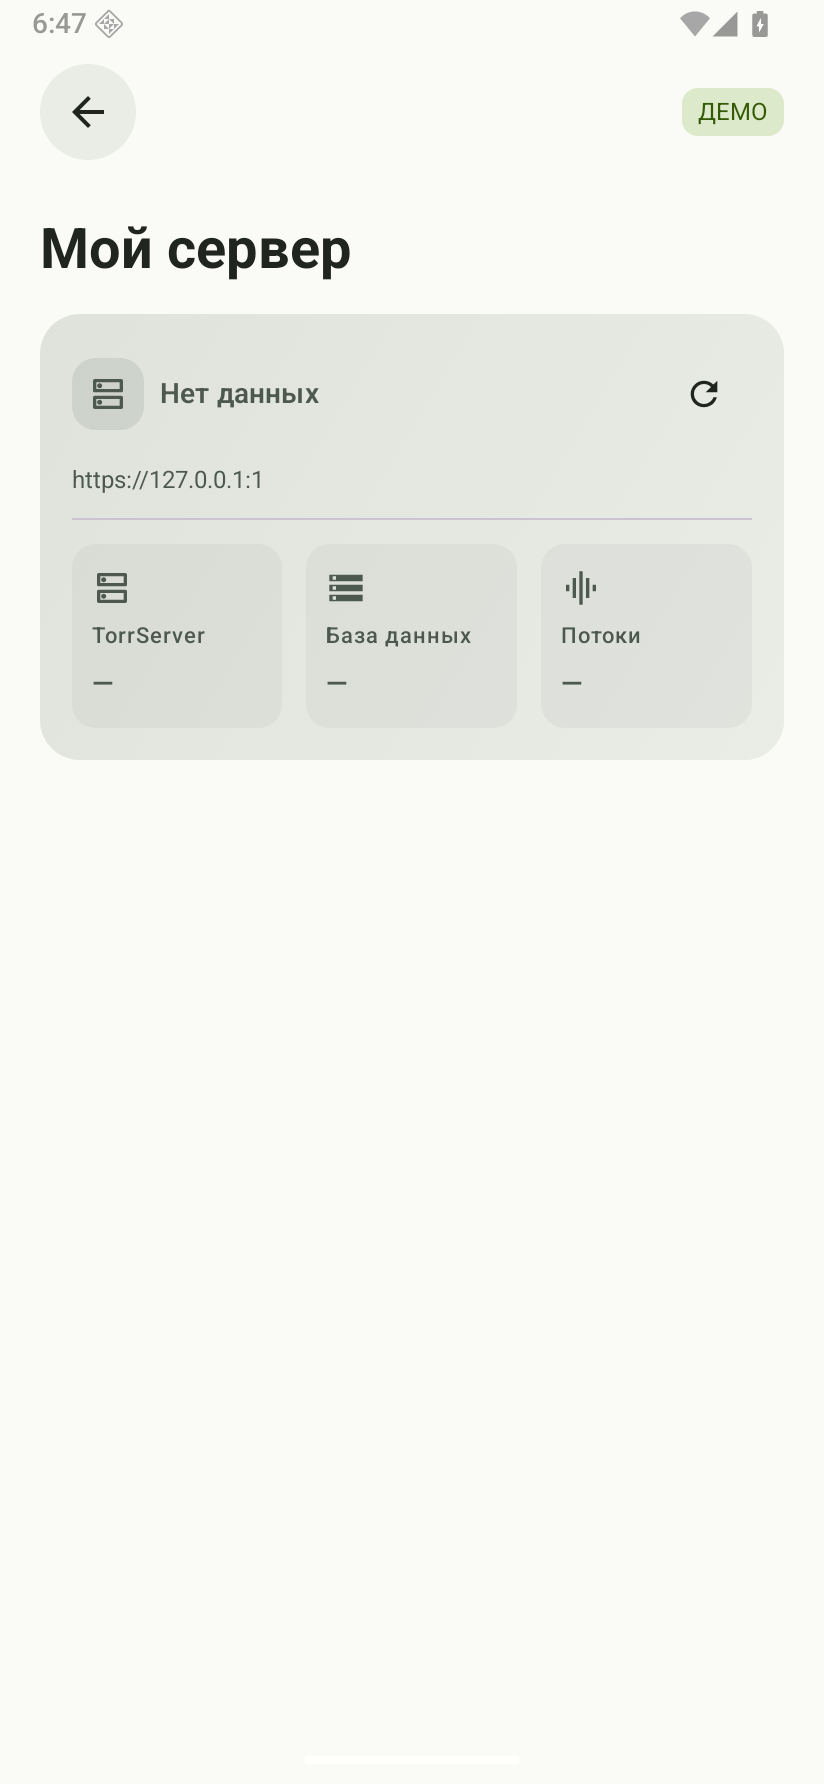 6:47
ДЕМО
Мой сервер
Нет данных
https://127.0.0.1:1
TorrServer
База данных
Потоки
— — —